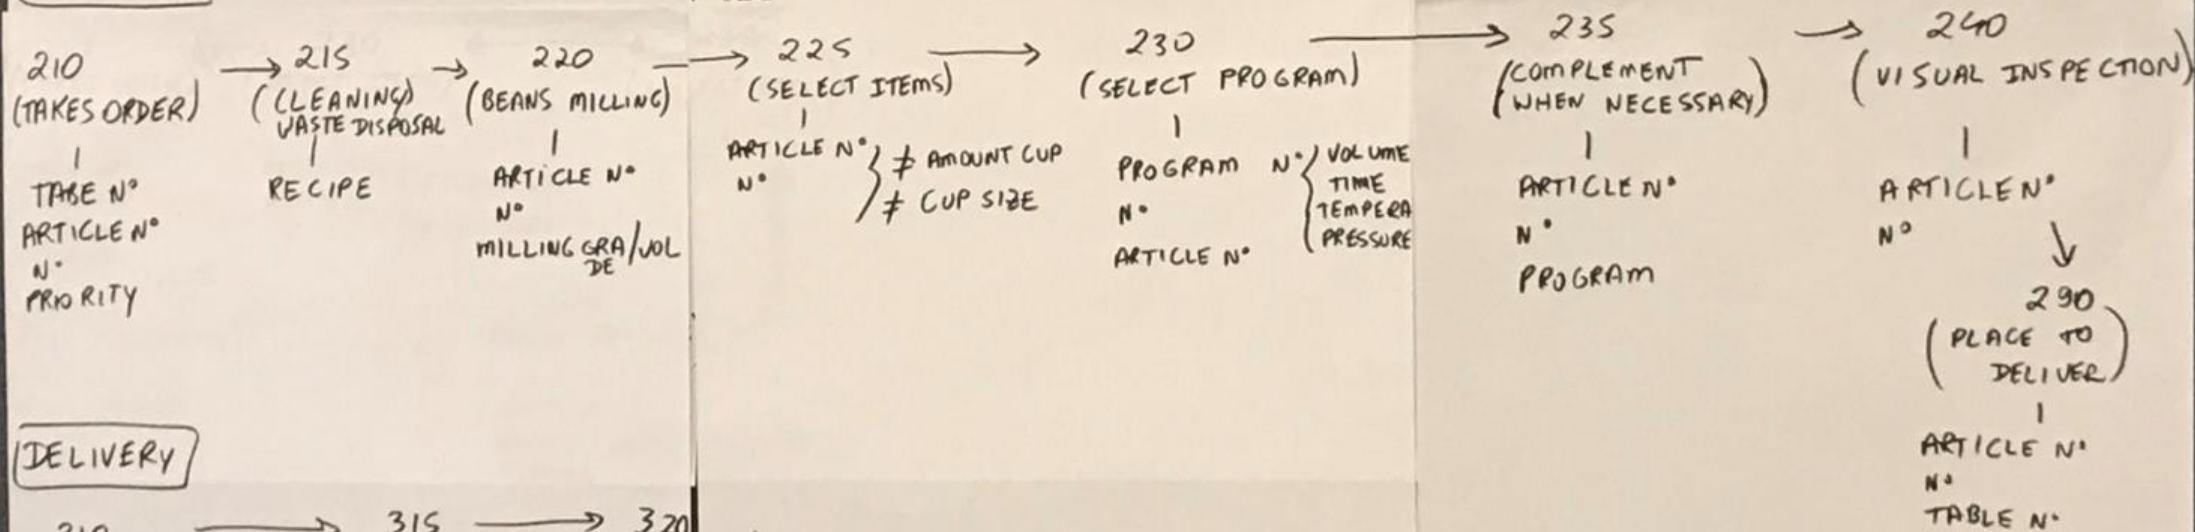 210
(TAKES ORDER)
TABE N°
ARTICLE N°
N°
PRIORITY
215
(CLEANING)
WASTE DISPOSAL
RECIPE
220
(BEANS MILLING)
ARTICLE N°
N°
MILLING GRA/VOL
DE
225
(SELECT ITEMS)
ARTICLE N° } ≠ AMOUNT CUP
N° ≠ CUP SIZE
230
(SELECT PROGRAM)
PROGRAM N° { VOLUME
TIME
N° TEMPERA
PRESSURE
ARTICLE N°
235
(COMPLEMENT
WHEN NECESSARY)
ARTICLE N°
N°
PROGRAM
240
(VISUAL INSPECTION)
ARTICLE N°
N°
290
(PLACE TO
DELIVER)
ARTICLE N°
N°
TABLE N°
DELIVERY
315
320